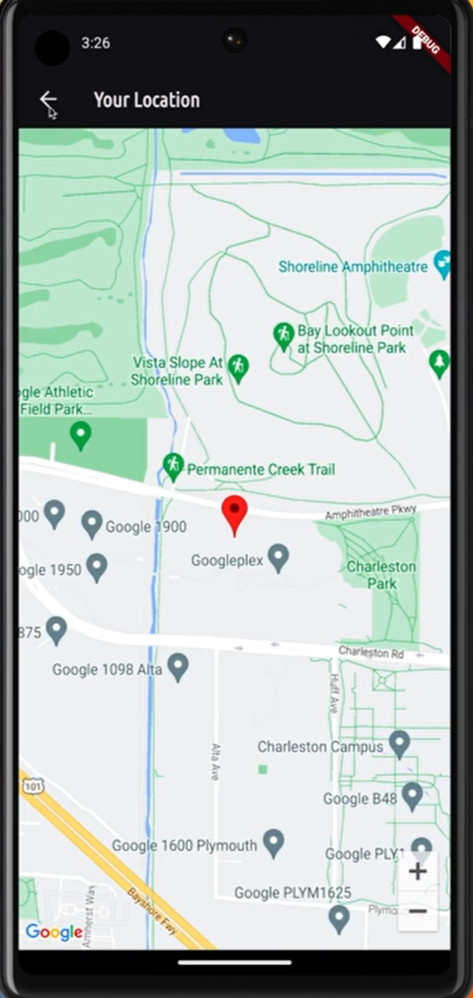 3:26
DEBUG
Your Location
Shoreline Amphitheatre
Bay Lookout Point
at Shoreline Park
Vista Slope At
Shoreline Park
gle Athletic
Field Park...
Permanente Creek Trail
Amphitheatre Pkwy
000
Google 1900
Googleplex
ogle 1950
Charleston
Park
875
Charleston Rd
Google 1098 Alta
Huff Ave
Alta Ave
Charleston Campus
101
Google B48
Google 1600 Plymouth
Google PLY1
+
Google PLYM1625
Bayshore Fwy
Amherst Way
Plymo
−
Google